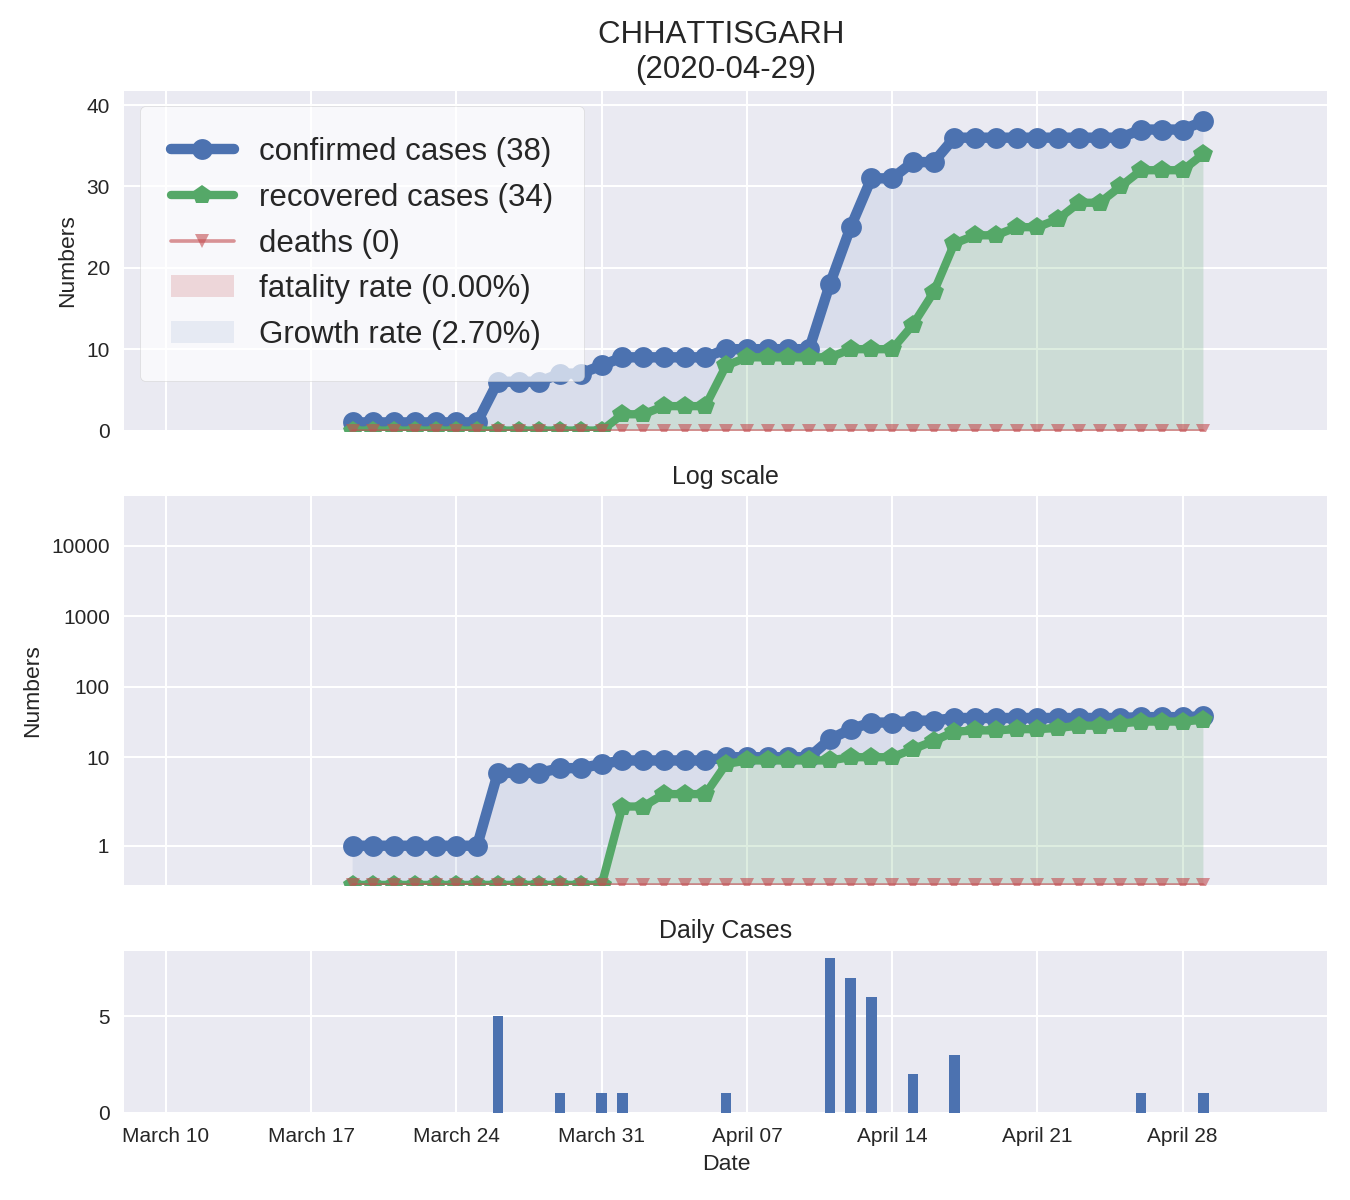 CHHATTISGARH
(2020-04-29)
Numbers
40
30
20
10
0
confirmed cases (38)
recovered cases (34)
deaths (0)
fatality rate (0.00%)
Growth rate (2.70%)
Log scale
Numbers
10000
1000
100
10
1
Daily Cases
5
0
March 10 March 17 March 24 March 31 April 07 April 14 April 21 April 28
Date